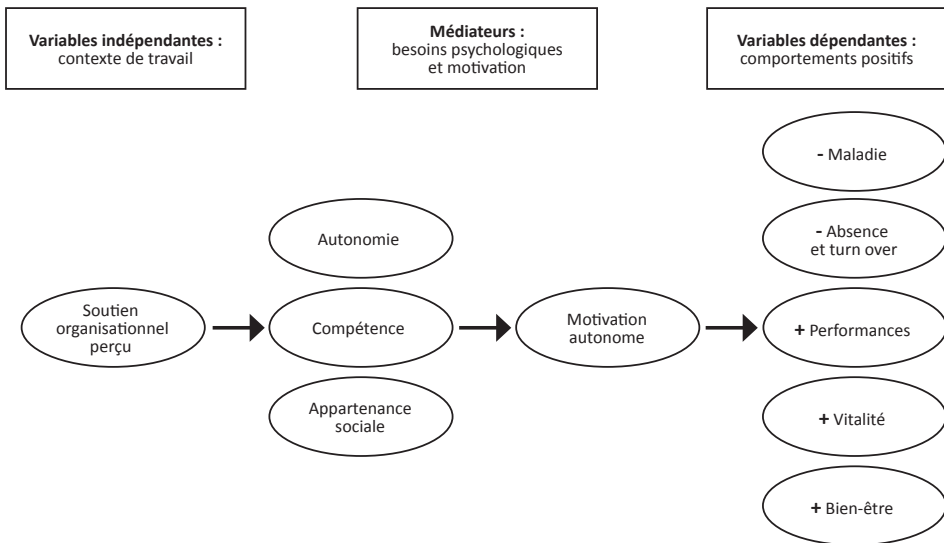 Variables indépendantes :
contexte de travail
Médiateurs :
besoins psychologiques
et motivation
Variables dépendantes :
comportements positifs
- Maladie
- Absence
et turn over
Autonomie
Soutien
organisationnel
perçu
Compétence
Motivation
autonome
+ Performances
Appartenance
sociale
+ Vitalité
+ Bien-être